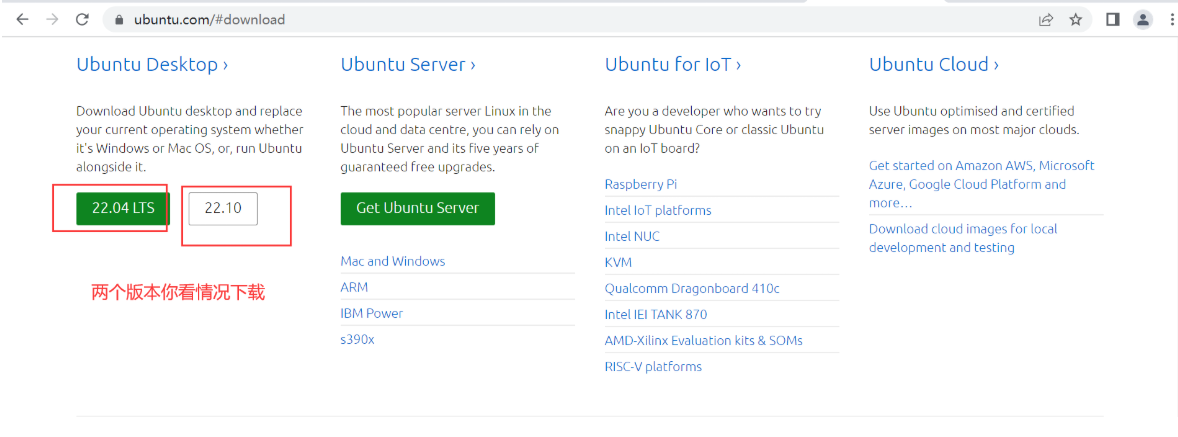 ubuntu.com/#download
Ubuntu Desktop ›
Download Ubuntu desktop and replace
your current operating system whether
it's Windows or Mac OS, or, run Ubuntu
alongside it.
22.04 LTS
22.10
两个版本你看情况下载
Ubuntu Server ›
The most popular server Linux in the
cloud and data centre, you can rely on
Ubuntu Server and its five years of
guaranteed free upgrades.
Get Ubuntu Server
Mac and Windows
ARM
IBM Power
s390x
Ubuntu for IoT ›
Are you a developer who wants to try
snappy Ubuntu Core or classic Ubuntu
on an IoT board?
Raspberry Pi
Intel IoT platforms
Intel NUC
KVM
Qualcomm Dragonboard 410c
Intel IEI TANK 870
AMD-Xilinx Evaluation kits & SOMs
RISC-V platforms
Ubuntu Cloud ›
Use Ubuntu optimised and certified
server images on most major clouds.
Get started on Amazon AWS, Microsoft
Azure, Google Cloud Platform and
more…
Download cloud images for local
development and testing